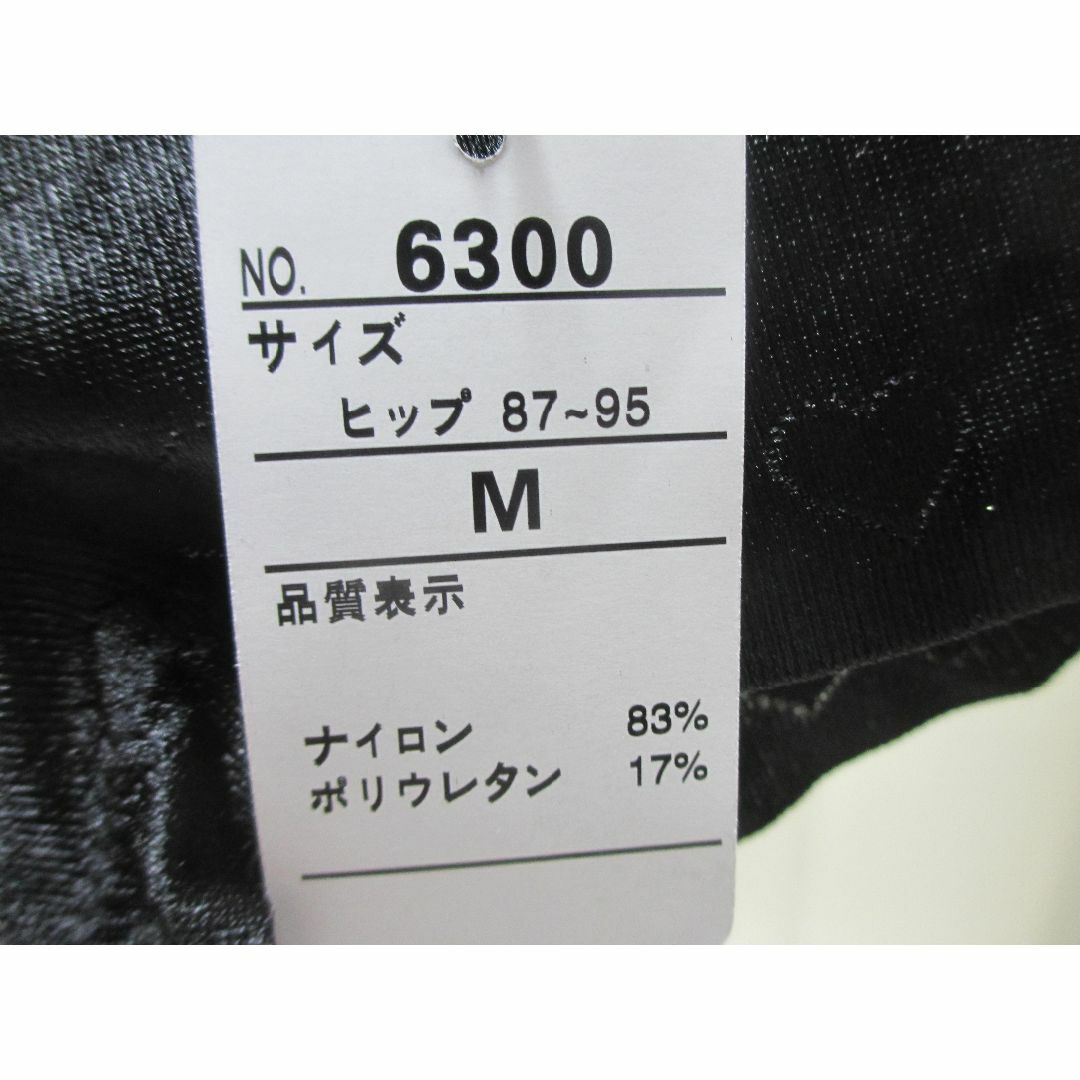 NO. 6300
サイズ
ヒップ 87~95
M
品質表示
ナイロン 83%
ポリウレタン 17%